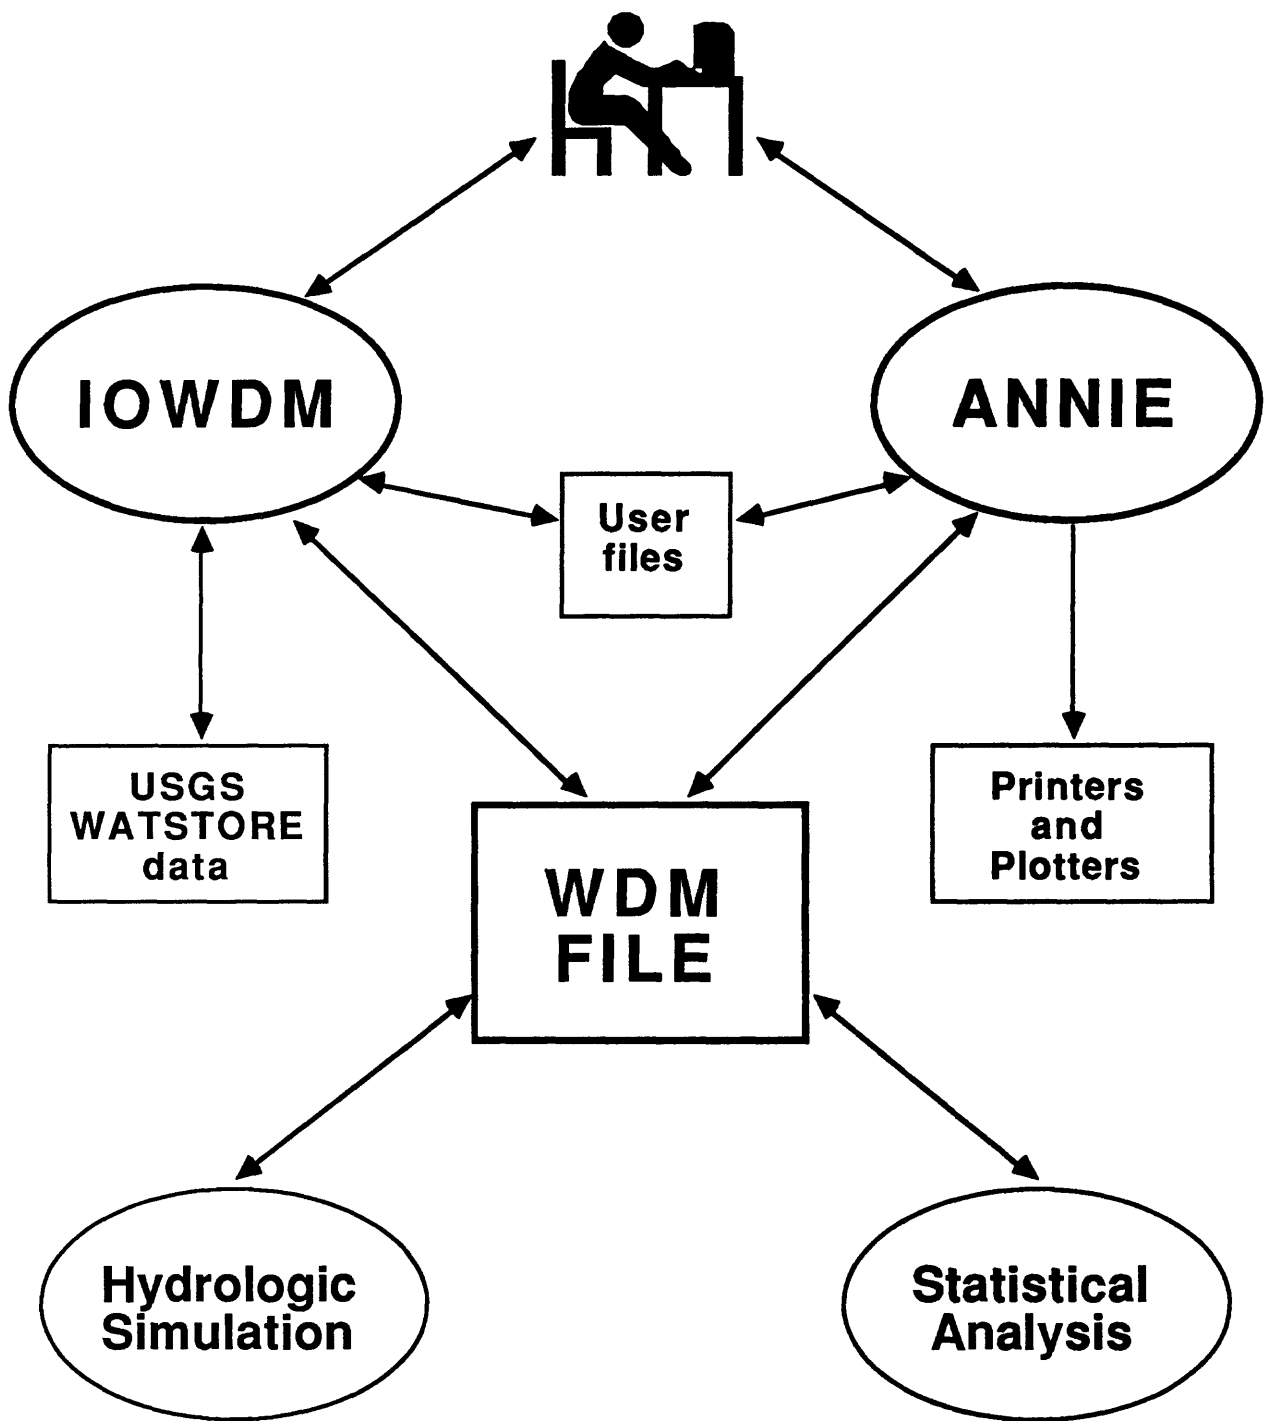 IOWDM
ANNIE
User
files
USGS
WATSTORE
data
Printers
and
Plotters
WDM
FILE
Hydrologic
Simulation
Statistical
Analysis